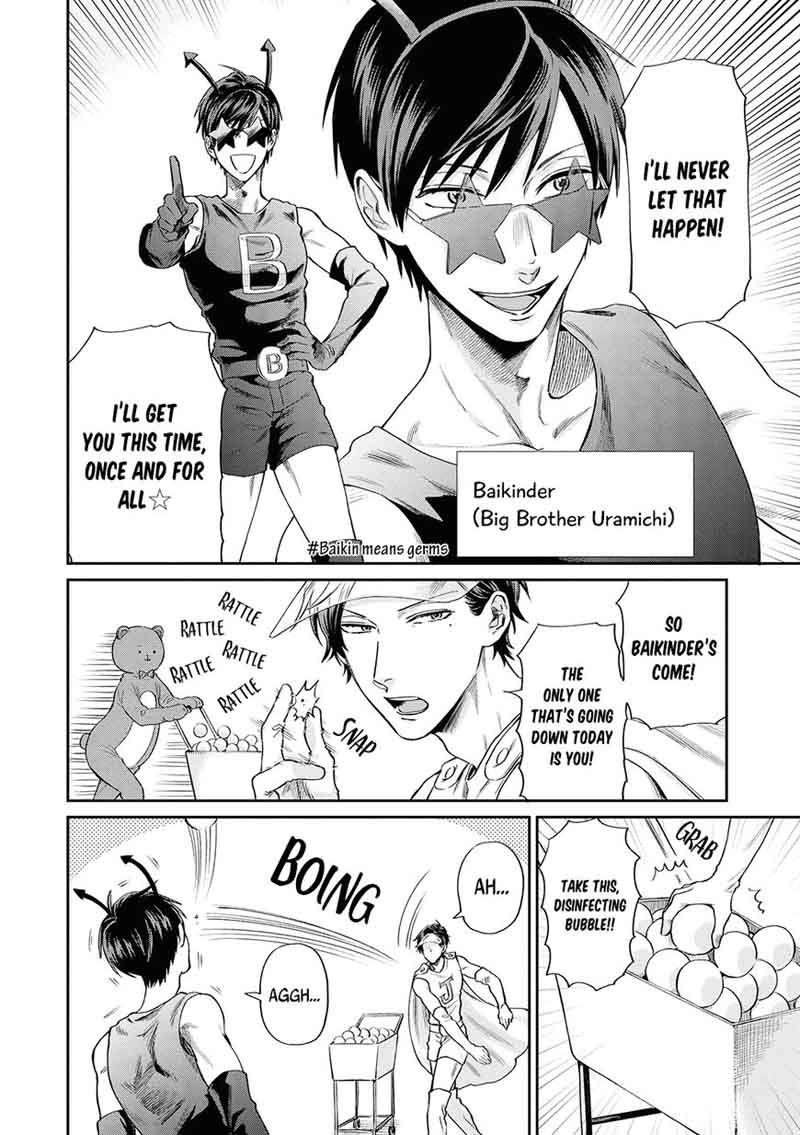 I'LL NEVER
LET THAT
HAPPEN!
B
B
I'LL GET
YOU THIS TIME,
ONCE AND FOR
ALL☆
Baikinder
(Big Brother Uramichi)
#Baikin means germs
SO
BAIKINDER'S
COME!
THE
ONLY ONE
THAT'S GOING
DOWN TODAY
IS YOU!
SNAP
RATTLE
RATTLE
RATTLE
RATTLE
RATTLE
GRAB
TAKE THIS,
DISINFECTING
BUBBLE!!
AH...
BOING
J
AGGH...